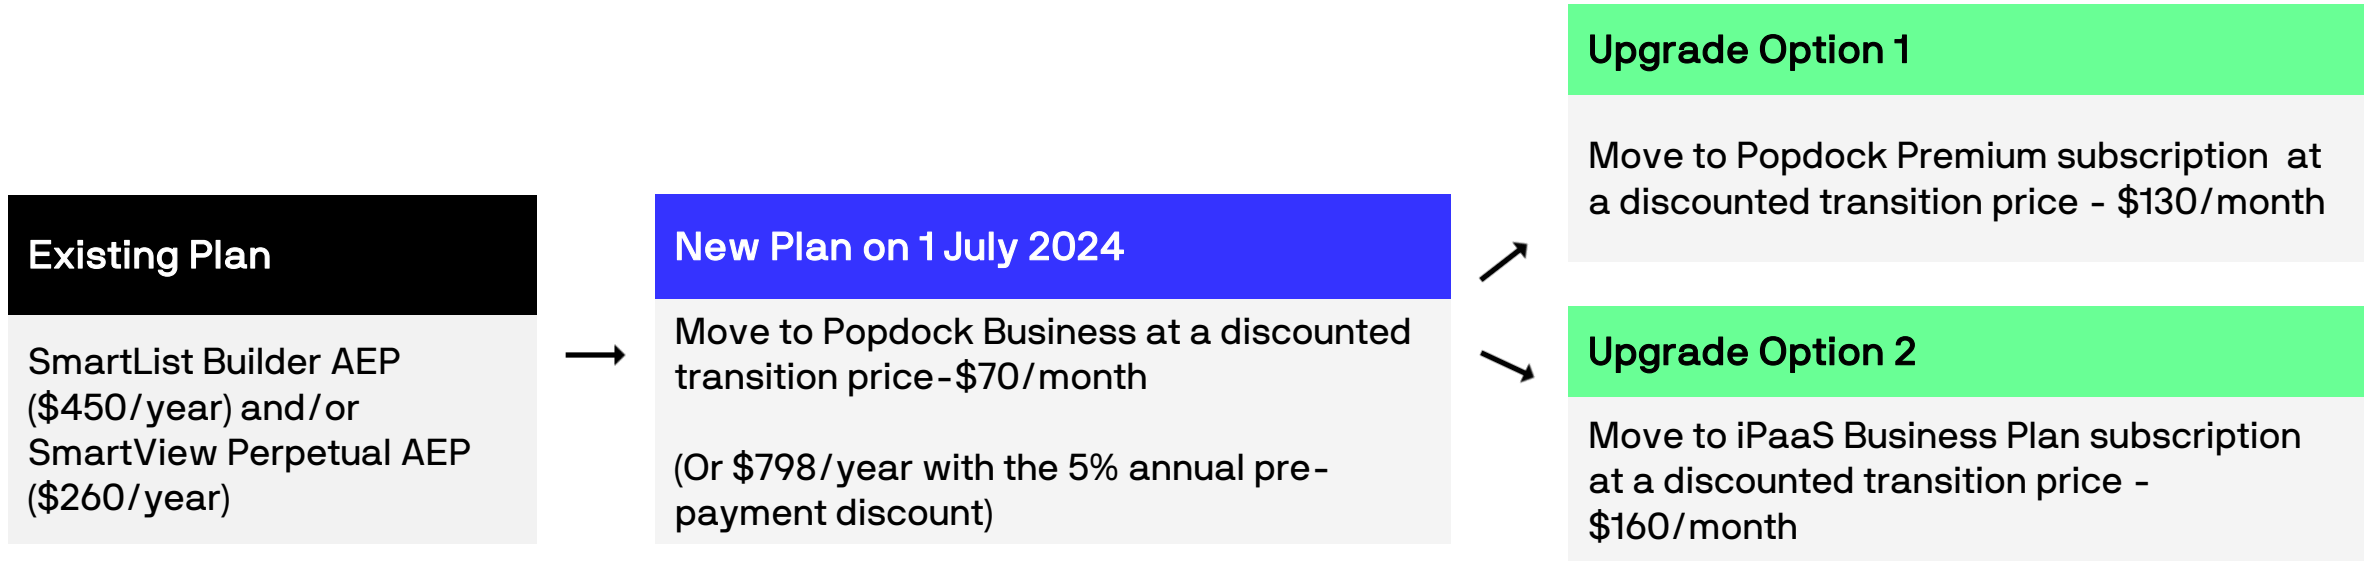 Existing Plan
SmartList Builder AEP
($450/year) and/or
SmartView Perpetual AEP
($260/year)
New Plan on 1 July 2024
Move to Popdock Business at a discounted
transition price-$70/month
(Or $798/year with the 5% annual pre-
payment discount)
Upgrade Option 1
Move to Popdock Premium subscription at
a discounted transition price - $130/month
Upgrade Option 2
Move to iPaaS Business Plan subscription
at a discounted transition price -
$160/month